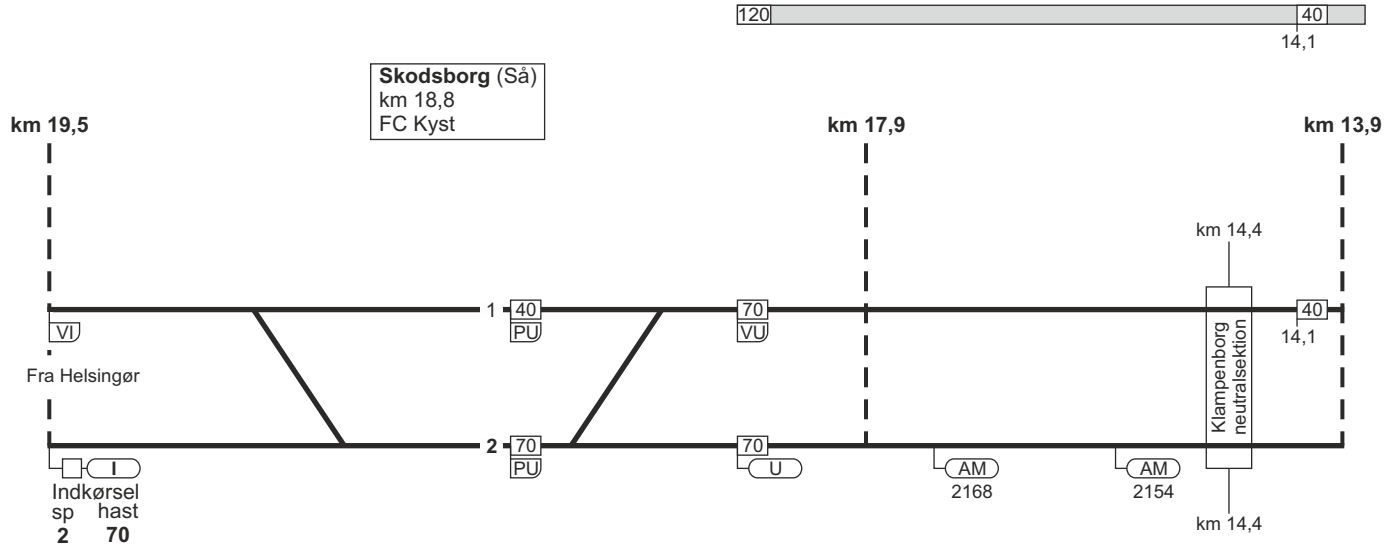 120
40
14,1
Skodsborg (Så)
km 18,8
FC Kyst
km 19,5
km 17,9
km 13,9
km 14,4
1
40
70
40
VI
PU
VU
14,1
Klampenborg
neutralsektion
Fra Helsingør
2
70
70
I
PU
U
AM
AM
Indkørsel
2168
2154
sp hast
2 70
km 14,4